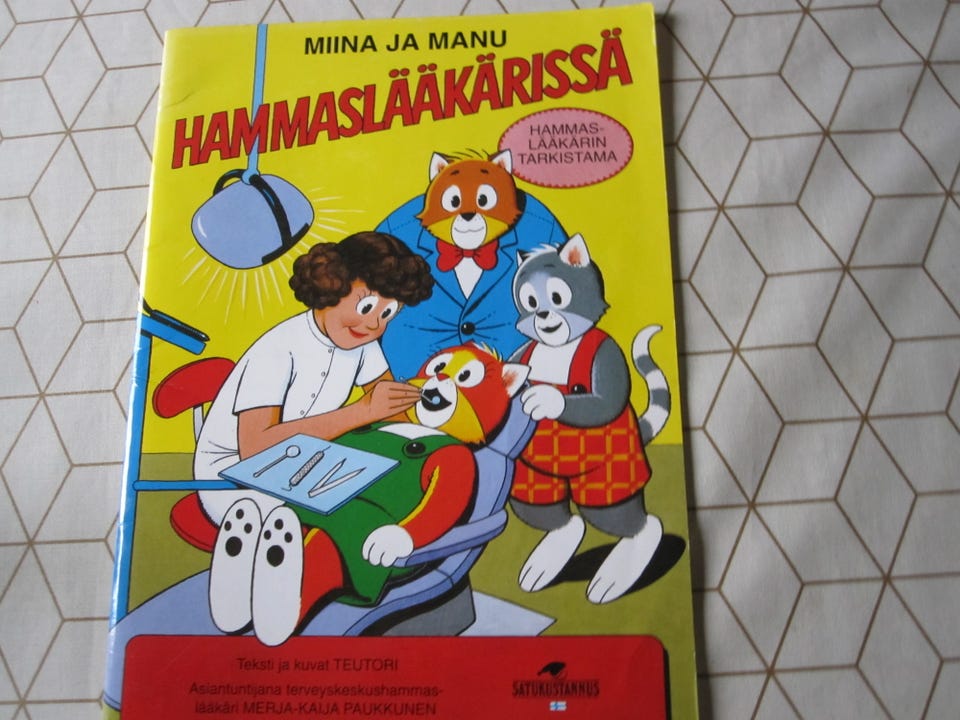 MIINA JA MANU
HAMMASLÄÄKÄRISSÄ
HAMMAS-
LÄÄKÄRIN
TARKISTAMA
Teksti ja kuvat TEUTORI
Asiantuntijana terveyskeskushammas-
lääkäri MERJA-KAIJA PAUKKUNEN
SATUKUSTANNUS